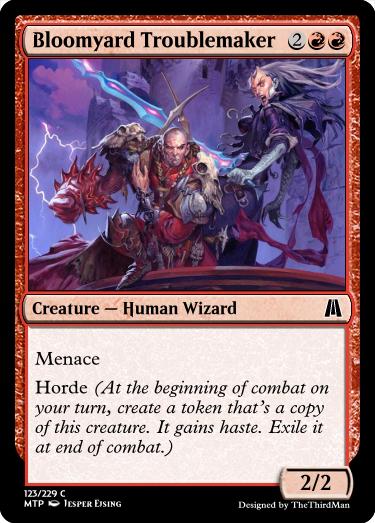 Bloomyard Troublemaker 2
Creature — Human Wizard
Menace
Horde (At the beginning of combat on
your turn, create a token that's a copy
of this creature. It gains haste. Exile it
at end of combat.)
2/2
123/229 C
MTP Jesper Eising Designed by TheThirdMan